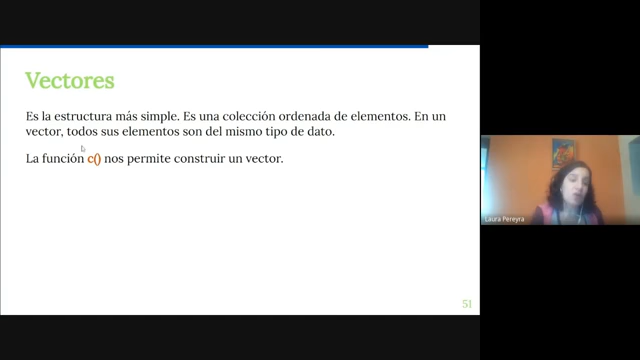 Vectores
Es la estructura más simple. Es una colección ordenada de elementos. En un
vector, todos sus elementos son del mismo tipo de dato.
La función c() nos permite construir un vector.
51
Laura Pereyra